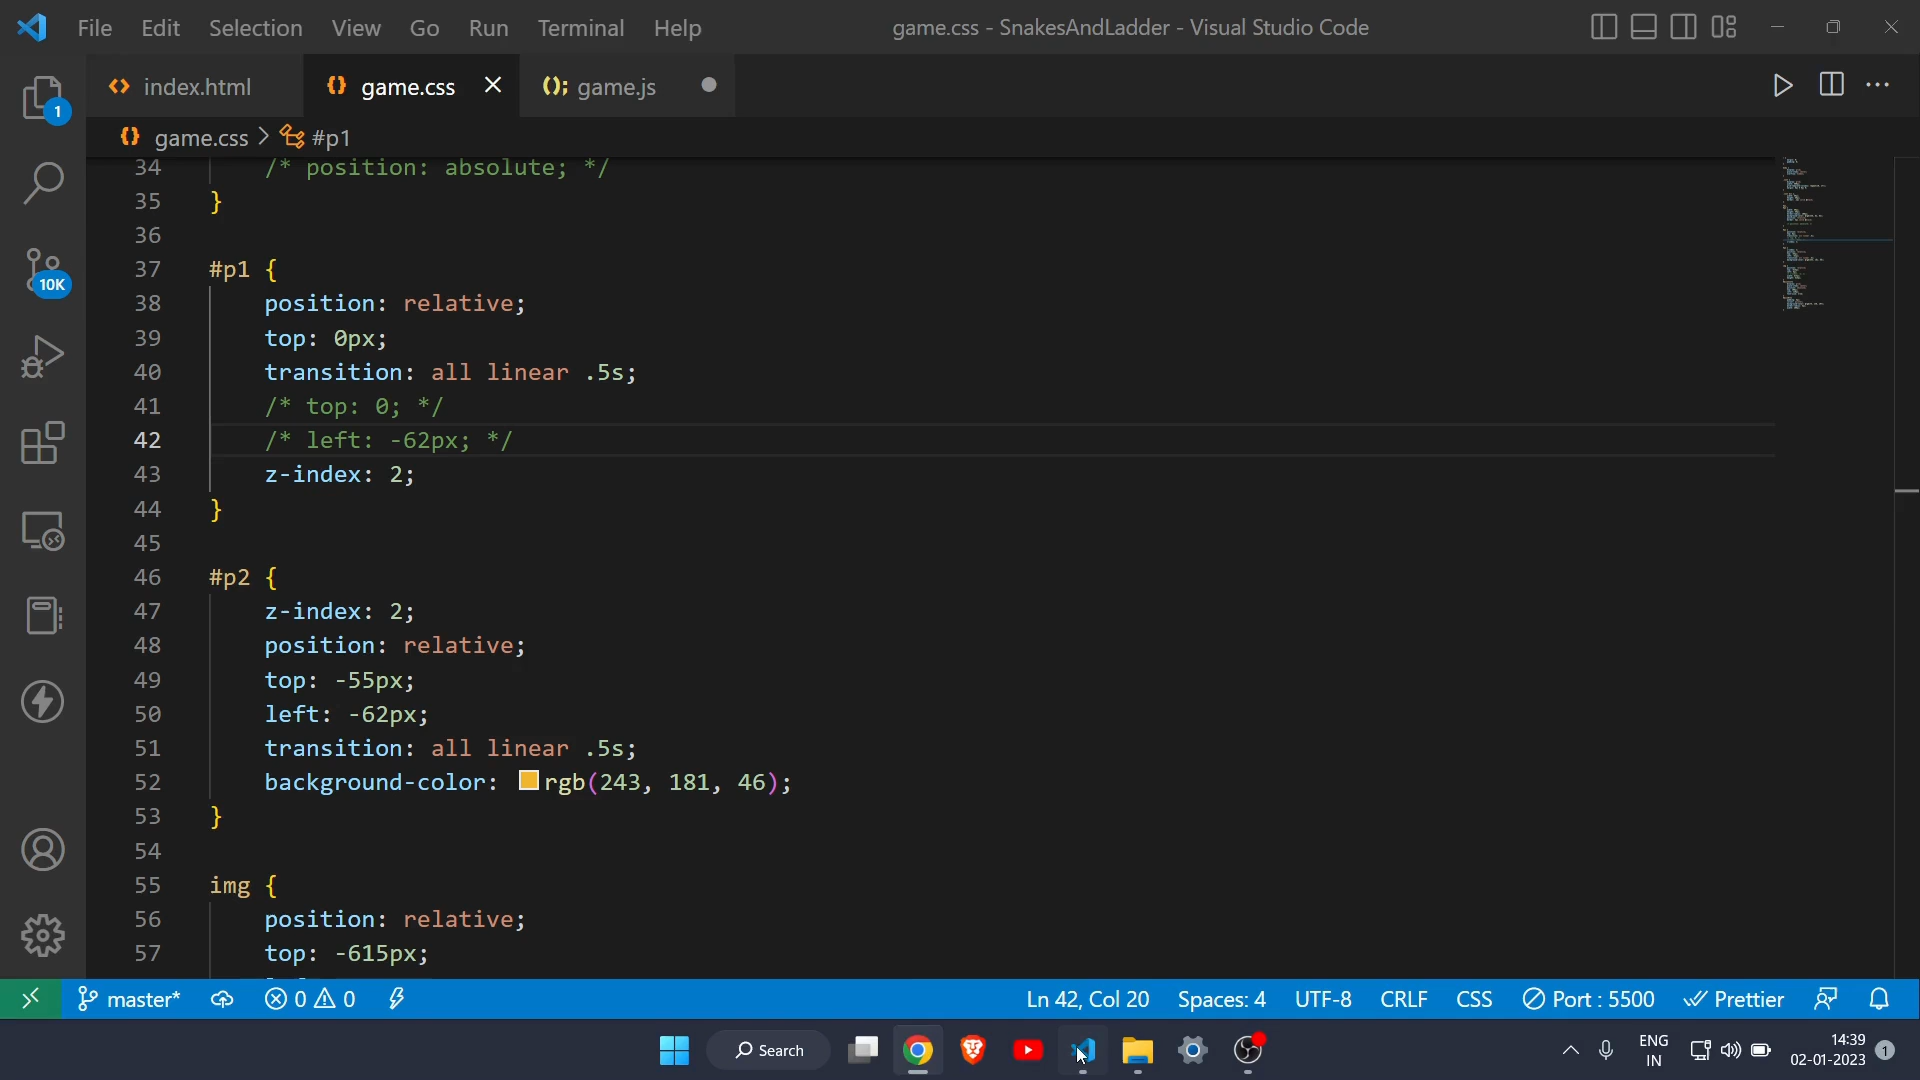 File Edit Selection View Go Run Terminal Help game.css - SnakesAndLadder - Visual Studio Code
index.html game.css game.js
1
game.css > #p1
34 /* position: absolute; */
35 }
36
37 #p1 {
38 position: relative;
39 top: 0px;
40 transition: all linear .5s;
41 /* top: 0; */
42 /* left: -62px; */
43 z-index: 2;
44 }
45
46 #p2 {
47 z-index: 2;
48 position: relative;
49 top: -55px;
50 left: -62px;
51 transition: all linear .5s;
52 background-color: rgb(243, 181, 46);
53 }
54
55 img {
56 position: relative;
57 top: -615px;
10K
master* 0 0 Ln 42, Col 20 Spaces: 4 UTF-8 CRLF CSS Port : 5500 Prettier
Search ENG IN 14:39 02-01-2023 1